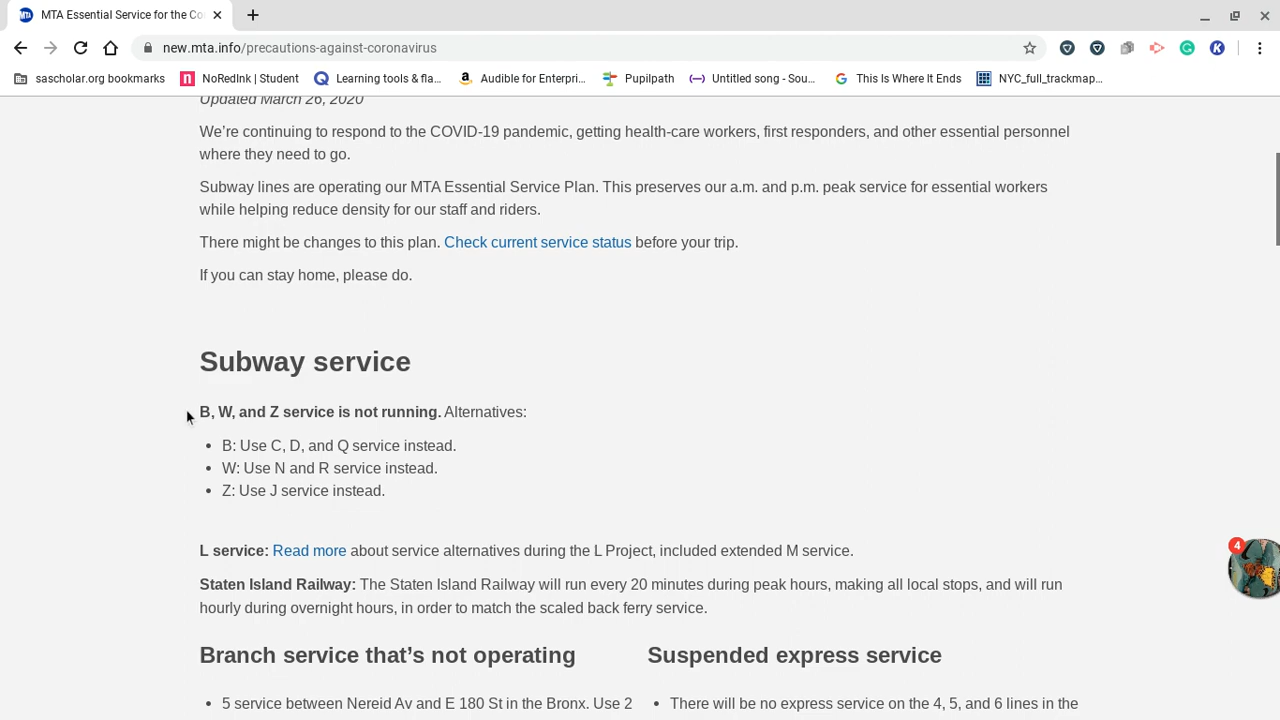 MTA Essential Service for the Co
new.mta.info/precautions-against-coronavirus
sascholar.org bookmarks NoRedInk | Student Learning tools & fla... Audible for Enterpri... Pupilpath Untitled song - Sou... This Is Where It Ends NYC_full_trackmap...
Updated March 26, 2020
We’re continuing to respond to the COVID-19 pandemic, getting health-care workers, first responders, and other essential personnel
where they need to go.
Subway lines are operating our MTA Essential Service Plan. This preserves our a.m. and p.m. peak service for essential workers
while helping reduce density for our staff and riders.
There might be changes to this plan. Check current service status before your trip.
If you can stay home, please do.
Subway service
B, W, and Z service is not running. Alternatives:
• B: Use C, D, and Q service instead.
• W: Use N and R service instead.
• Z: Use J service instead.
4
L service: Read more about service alternatives during the L Project, included extended M service.
Staten Island Railway: The Staten Island Railway will run every 20 minutes during peak hours, making all local stops, and will run
hourly during overnight hours, in order to match the scaled back ferry service.
Branch service that’s not operating
Suspended express service
• 5 service between Nereid Av and E 180 St in the Bronx. Use 2
• There will be no express service on the 4, 5, and 6 lines in the